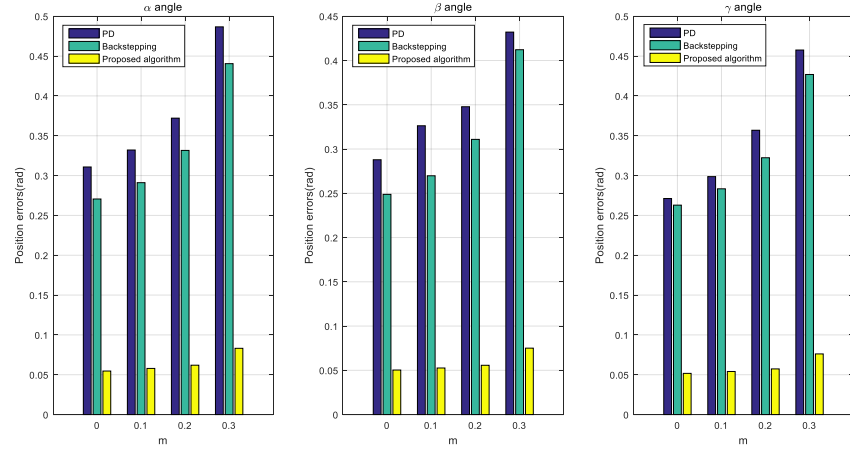 α angle
PD
Backstepping
Proposed algorithm
Position errors(rad)
0.5
0.45
0.4
0.35
0.3
0.25
0.2
0.15
0.1
0.05
0
0 0.1 0.2 0.3
m
β angle
PD
Backstepping
Proposed algorithm
Position errors(rad)
0.45
0.4
0.35
0.3
0.25
0.2
0.15
0.1
0.05
0
0 0.1 0.2 0.3
m
γ angle
PD
Backstepping
Proposed algorithm
Position errors(rad)
0.5
0.45
0.4
0.35
0.3
0.25
0.2
0.15
0.1
0.05
0
0 0.1 0.2 0.3
m